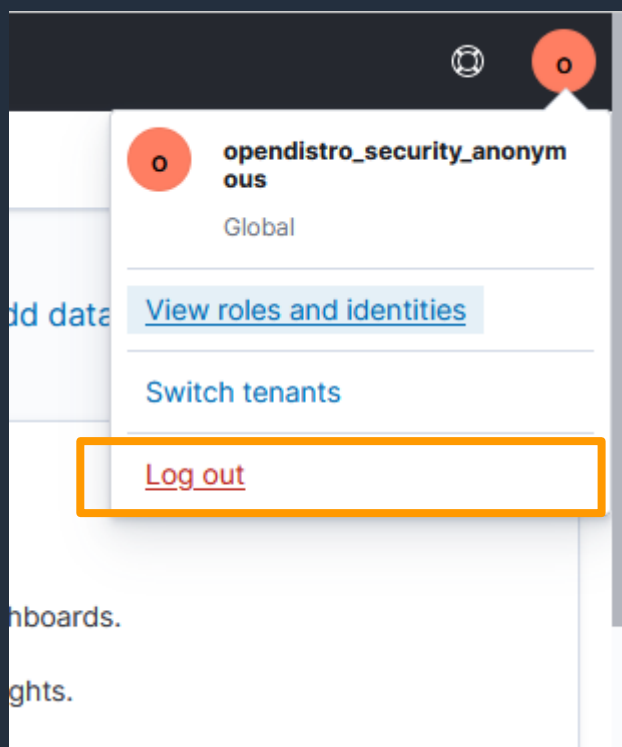 o
o
opendistro_security_anonym
ous
Global
dd data
View roles and identities
Switch tenants
Log out
hboards.
ghts.